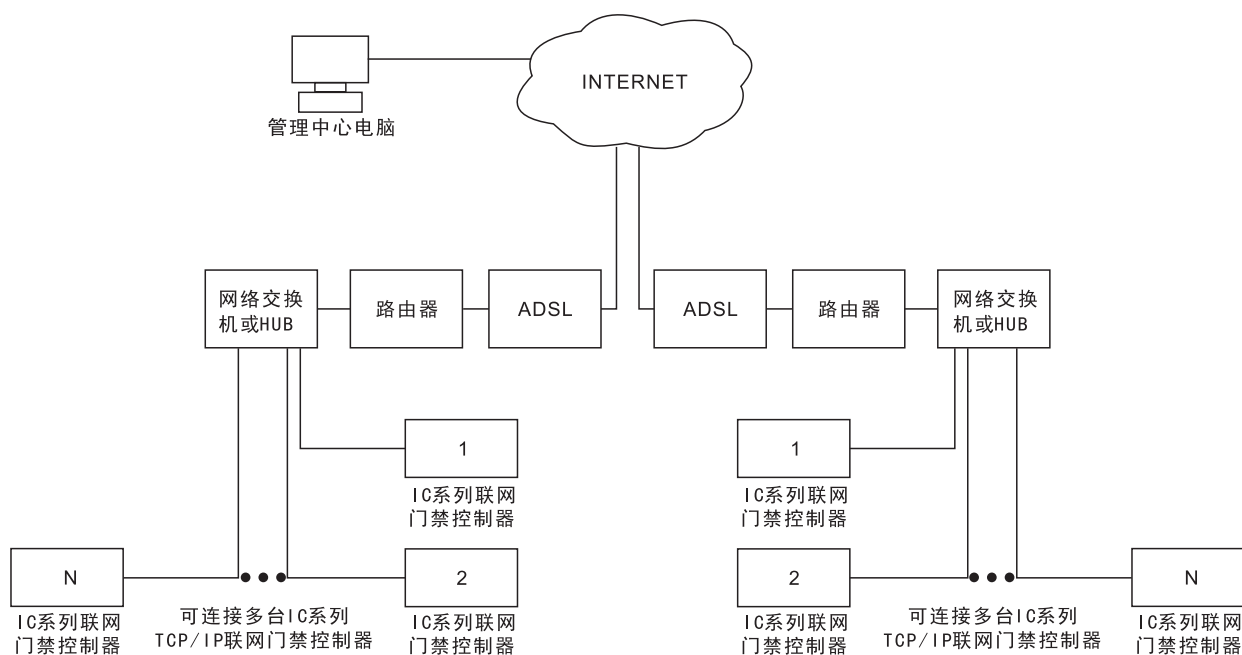 INTERNET
管理中心电脑
网络交换
机或HUB
路由器
ADSL
ADSL
路由器
网络交换
机或HUB
1
IC系列联网
门禁控制器
1
IC系列联网
门禁控制器
N
IC系列联网
门禁控制器
可连接多台IC系列
TCP/IP联网门禁控制器
2
IC系列联网
门禁控制器
2
IC系列联网
门禁控制器
可连接多台IC系列
TCP/IP联网门禁控制器
N
IC系列联网
门禁控制器